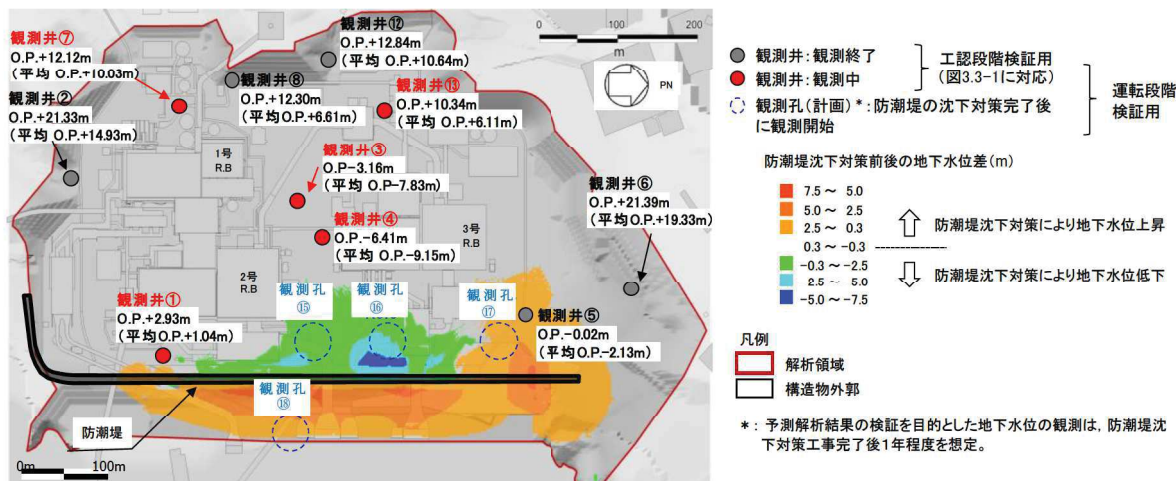 観測井⑦
O.P.+12.12m
(平均 O.P.+10.03m)
観測井②
O.P.+21.33m
(平均 O.P.+14.93m)
観測井⑫
O.P.+12.84m
(平均 O.P.+10.64m)
観測井⑧
O.P.+12.30m
(平均 O.P.+6.61m)
観測井⑬
O.P.+10.34m
(平均 O.P.+6.11m)
0 100 200
m
PN
1号
R.B
観測井③
O.P-3.16m
(平均 O.P-7.83m)
観測井④
O.P.-6.41m
(平均 O.P.-9.15m)
観測井⑥
O.P.+21.39m
(平均 O.P.+19.33m)
3号
R.B
2号
R.B
観測孔
⑮
観測孔
⑯
観測孔
⑰
観測井①
O.P.+2.93m
(平均O.P.+1.04m)
観測井⑤
O.P.-0.02m
(平均O.P.-2.13m)
観測孔
⑱
防潮堤
0m 100m
観測井:観測終了
観測井:観測中
工認段階検証用
(図3.3-1に対応)
観測孔(計画)*:防潮堤の沈下対策完了後
に観測開始
運転段階
検証用
防潮堤沈下対策前後の地下水位差(m)
7.5 ~ 5.0
5.0 ~ 2.5
2.5 ~ 0.3
0.3 ~ -0.3
-0.3 ~ -2.5
-2.5 ~ -5.0
-5.0 ~ -7.5
防潮堤沈下対策により地下水位上昇
防潮堤沈下対策により地下水位低下
凡例
解析領域
構造物外郭
*: 予測解析結果の検証を目的とした地下水位の観測は,防潮堤沈
下対策工事完了後1年程度を想定。